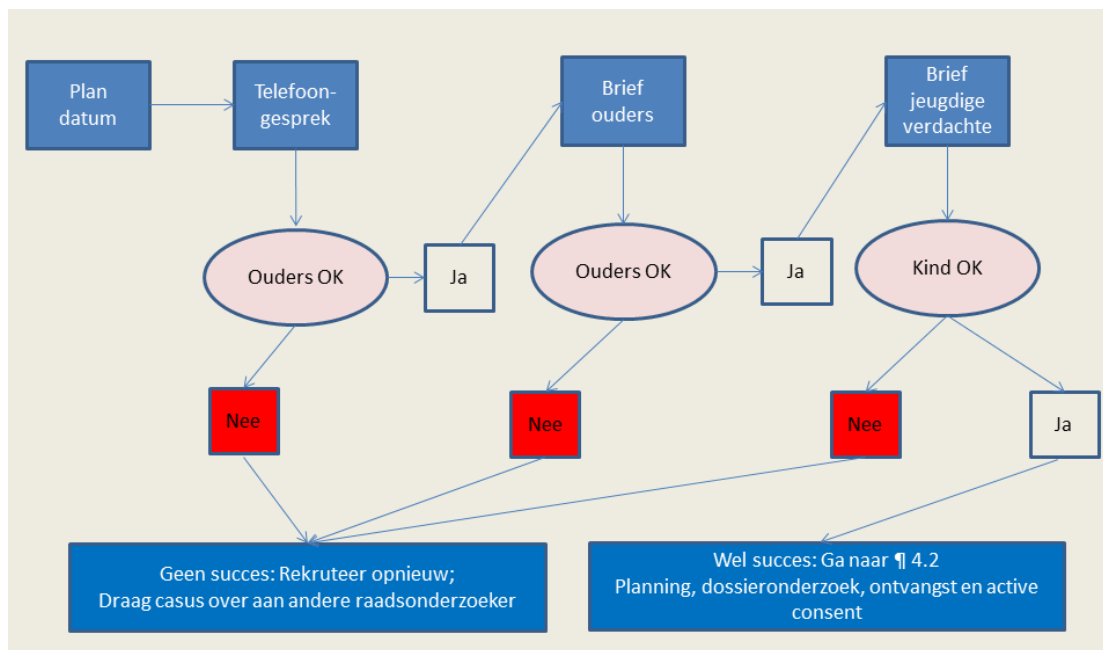 Plan
datum
Telefoon-
gesprek
Brief
ouders
Brief
jeugdige
verdachte
Ouders OK
Ja
Ouders OK
Ja
Kind OK
Nee
Nee
Nee
Ja
Geen succes: Rekruteer opnieuw;
Draag casus over aan andere raadsonderzoeker
Wel succes: Ga naar ¶ 4.2
Planning, dossieronderzoek, ontvangst en active
consent